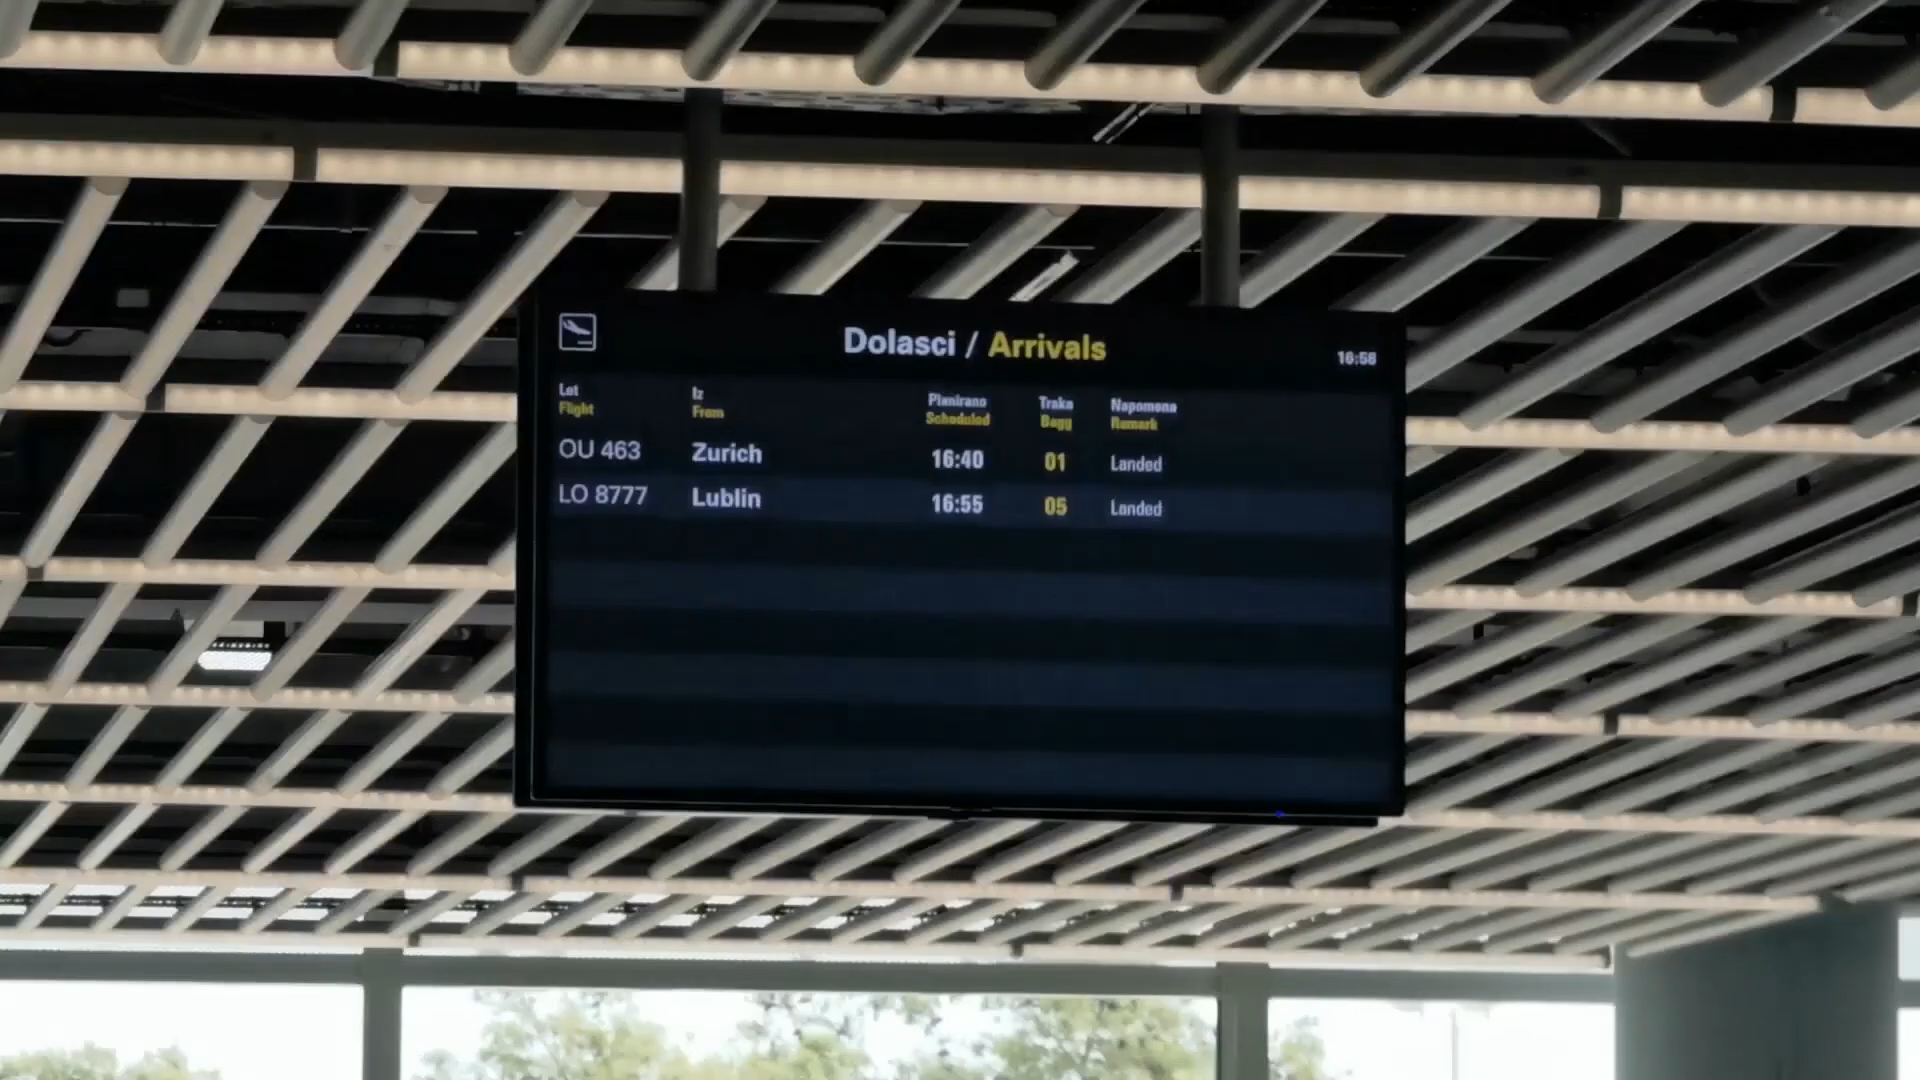 Dolasci / Arrivals
16:58
Let Iz Planirano Traka Napomena
Flight From Scheduled Bagg Remark
OU 463 Zurich 16:40 01 Landed
LO 8777 Lublin 16:55 05 Landed